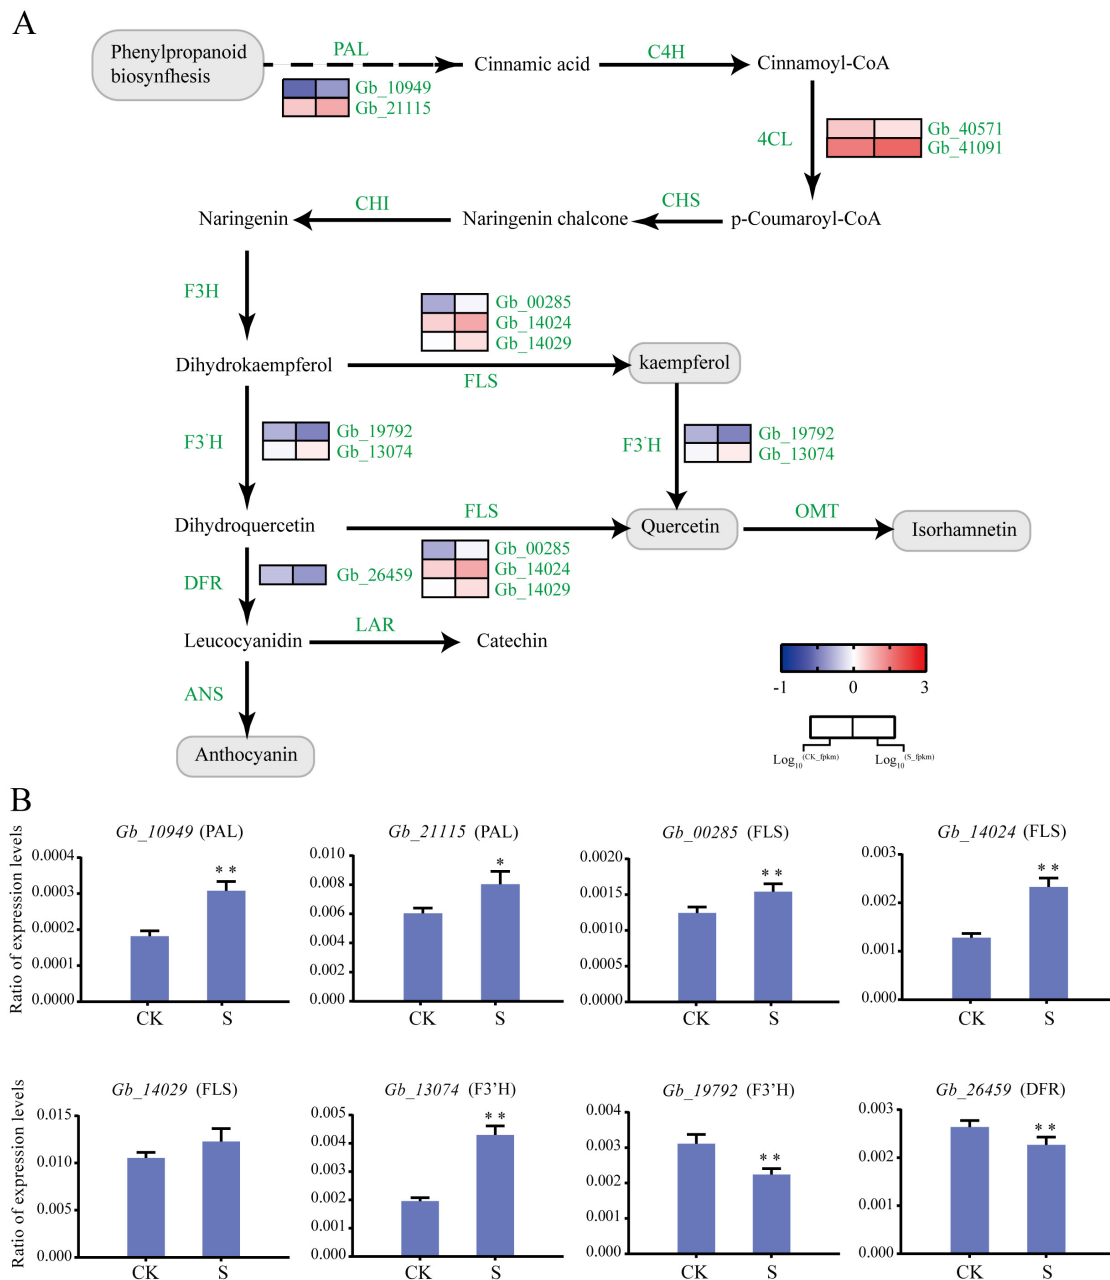 A
Phenylpropanoid
biosynfhesis
PAL
Gb_10949
Gb_21115
Cinnamic acid
C4H
Cinnamoyl-CoA
4CL
Gb_40571
Gb_41091
Naringenin
CHI
Naringenin chalcone
CHS
p-Coumaroyl-CoA
F3H
Gb_00285
Gb_14024
Gb_14029
Dihydrokaempferol
FLS
kaempferol
F3'H
Gb_19792
Gb_13074
F3'H
Gb_19792
Gb_13074
Dihydroquercetin
FLS
Quercetin
OMT
Isorhamnetin
Gb_00285
Gb_14024
Gb_14029
DFR
Gb_26459
Leucocyanidin
LAR
Catechin
ANS
Anthocyanin
-1 0 3
Log10(CK_fpkm) Log10(S_fpkm)
B
Gb_10949 (PAL)
Ratio of expression levels
0.0004
0.0003
0.0002
0.0001
0.0000
**
CK S
Gb_21115 (PAL)
0.010
0.008
0.006
0.004
0.002
0.000
*
CK S
Gb_00285 (FLS)
0.0020
0.0015
0.0010
0.0005
0.0000
**
CK S
Gb_14024 (FLS)
0.003
0.002
0.001
0.000
**
CK S
Gb_14029 (FLS)
Ratio of expression levels
0.015
0.010
0.005
0.000
CK S
Gb_13074 (F3'H)
0.005
0.004
0.003
0.002
0.001
0.000
**
CK S
Gb_19792 (F3'H)
0.004
0.003
0.002
0.001
0.000
**
CK S
Gb_26459 (DFR)
0.003
0.002
0.001
0.000
**
CK S